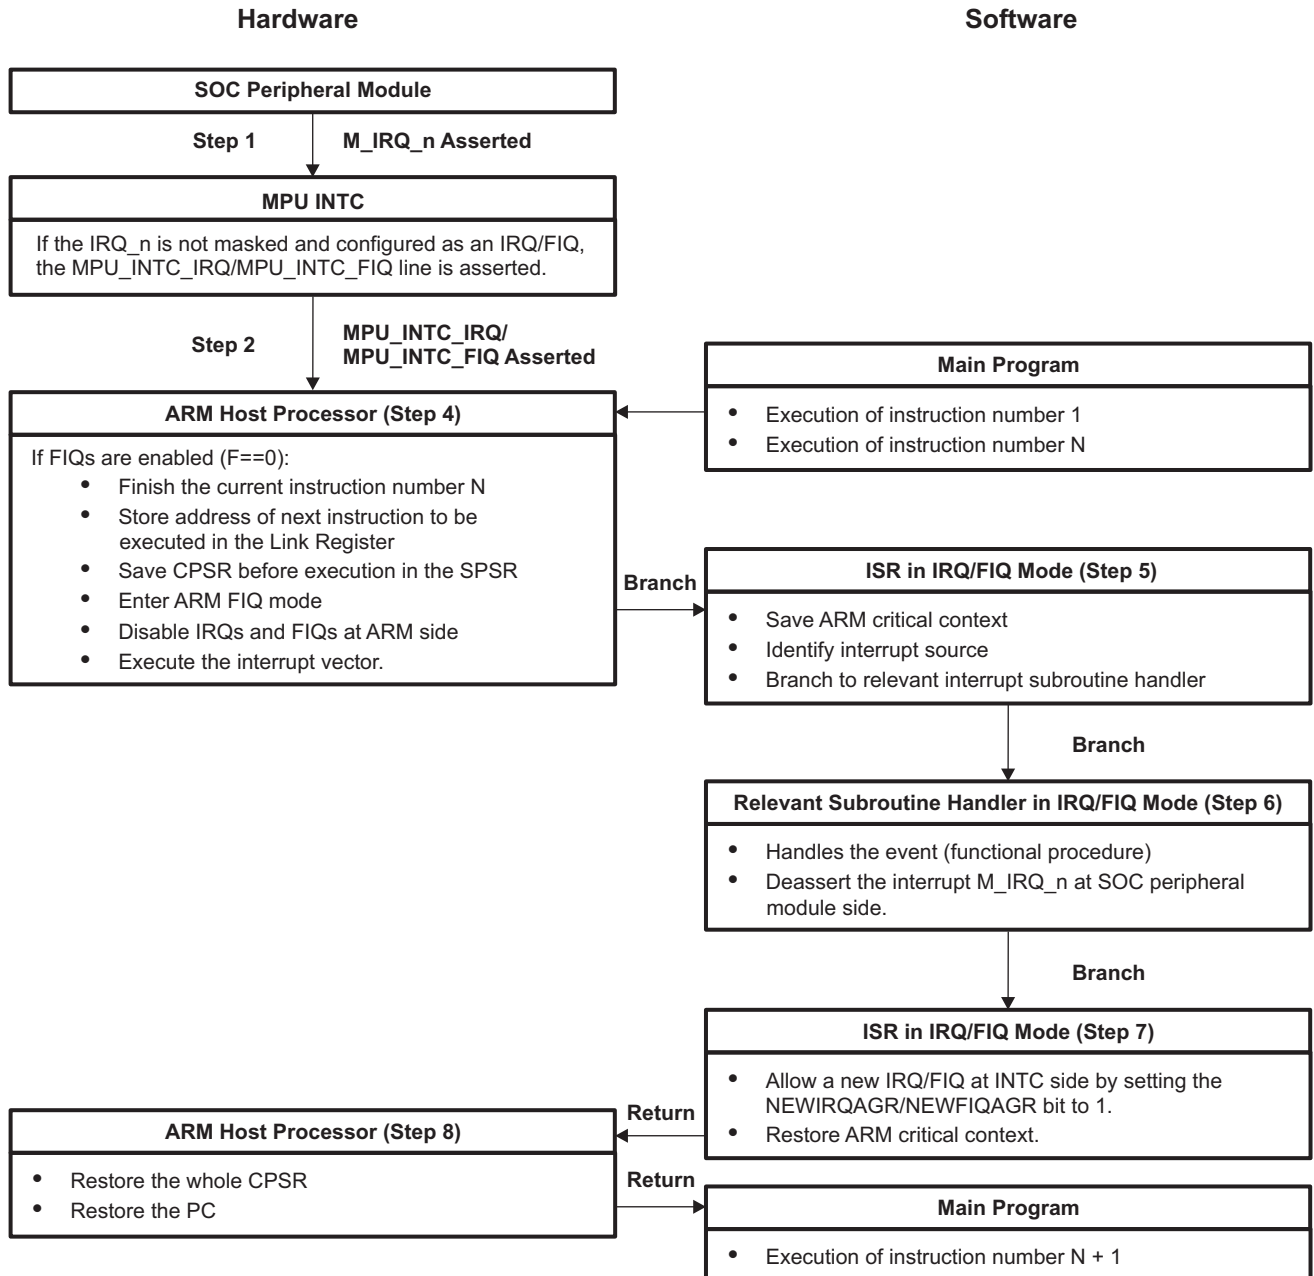 Hardware
Software
SOC Peripheral Module
Step 1
M_IRQ_n Asserted
MPU INTC
If the IRQ_n is not masked and configured as an IRQ/FIQ,
the MPU_INTC_IRQ/MPU_INTC_FIQ line is asserted.
Step 2
MPU_INTC_IRQ/
MPU_INTC_FIQ Asserted
Main Program
• Execution of instruction number 1
• Execution of instruction number N
ARM Host Processor (Step 4)
If FIQs are enabled (F==0):
• Finish the current instruction number N
• Store address of next instruction to be
executed in the Link Register
• Save CPSR before execution in the SPSR
• Enter ARM FIQ mode
• Disable IRQs and FIQs at ARM side
• Execute the interrupt vector.
Branch
ISR in IRQ/FIQ Mode (Step 5)
• Save ARM critical context
• Identify interrupt source
• Branch to relevant interrupt subroutine handler
Branch
Relevant Subroutine Handler in IRQ/FIQ Mode (Step 6)
• Handles the event (functional procedure)
• Deassert the interrupt M_IRQ_n at SOC peripheral
module side.
Branch
ISR in IRQ/FIQ Mode (Step 7)
• Allow a new IRQ/FIQ at INTC side by setting the
NEWIRQAGR/NEWFIQAGR bit to 1.
• Restore ARM critical context.
Return
ARM Host Processor (Step 8)
• Restore the whole CPSR
• Restore the PC
Return
Main Program
• Execution of instruction number N + 1